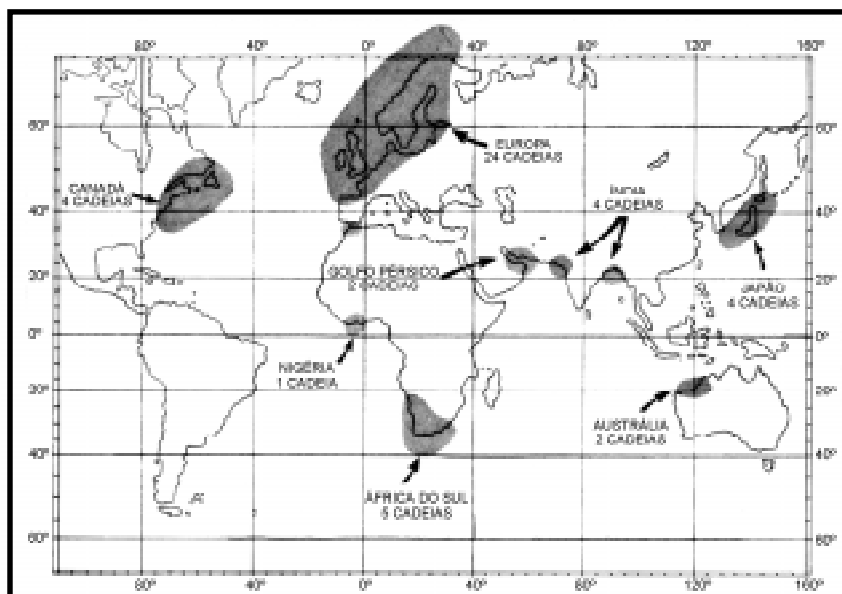 80° 40° 0° 40° 80° 120° 160°
60° 60°
EUROPA
24 CADEIAS
CANADÁ
4 CADEIAS
ÍNDIA
4 CADEIAS
40° 40°
GOLFO PÉRSICO
2 CADEIAS
20° 20°
JAPÃO
4 CADEIAS
0° 0°
NIGÉRIA
1 CADEIA
20° 20°
AUSTRÁLIA
2 CADEIAS
40° 40°
ÁFRICA DO SUL
5 CADEIAS
60° 60°
80° 40° 0° 40° 80° 120° 160°